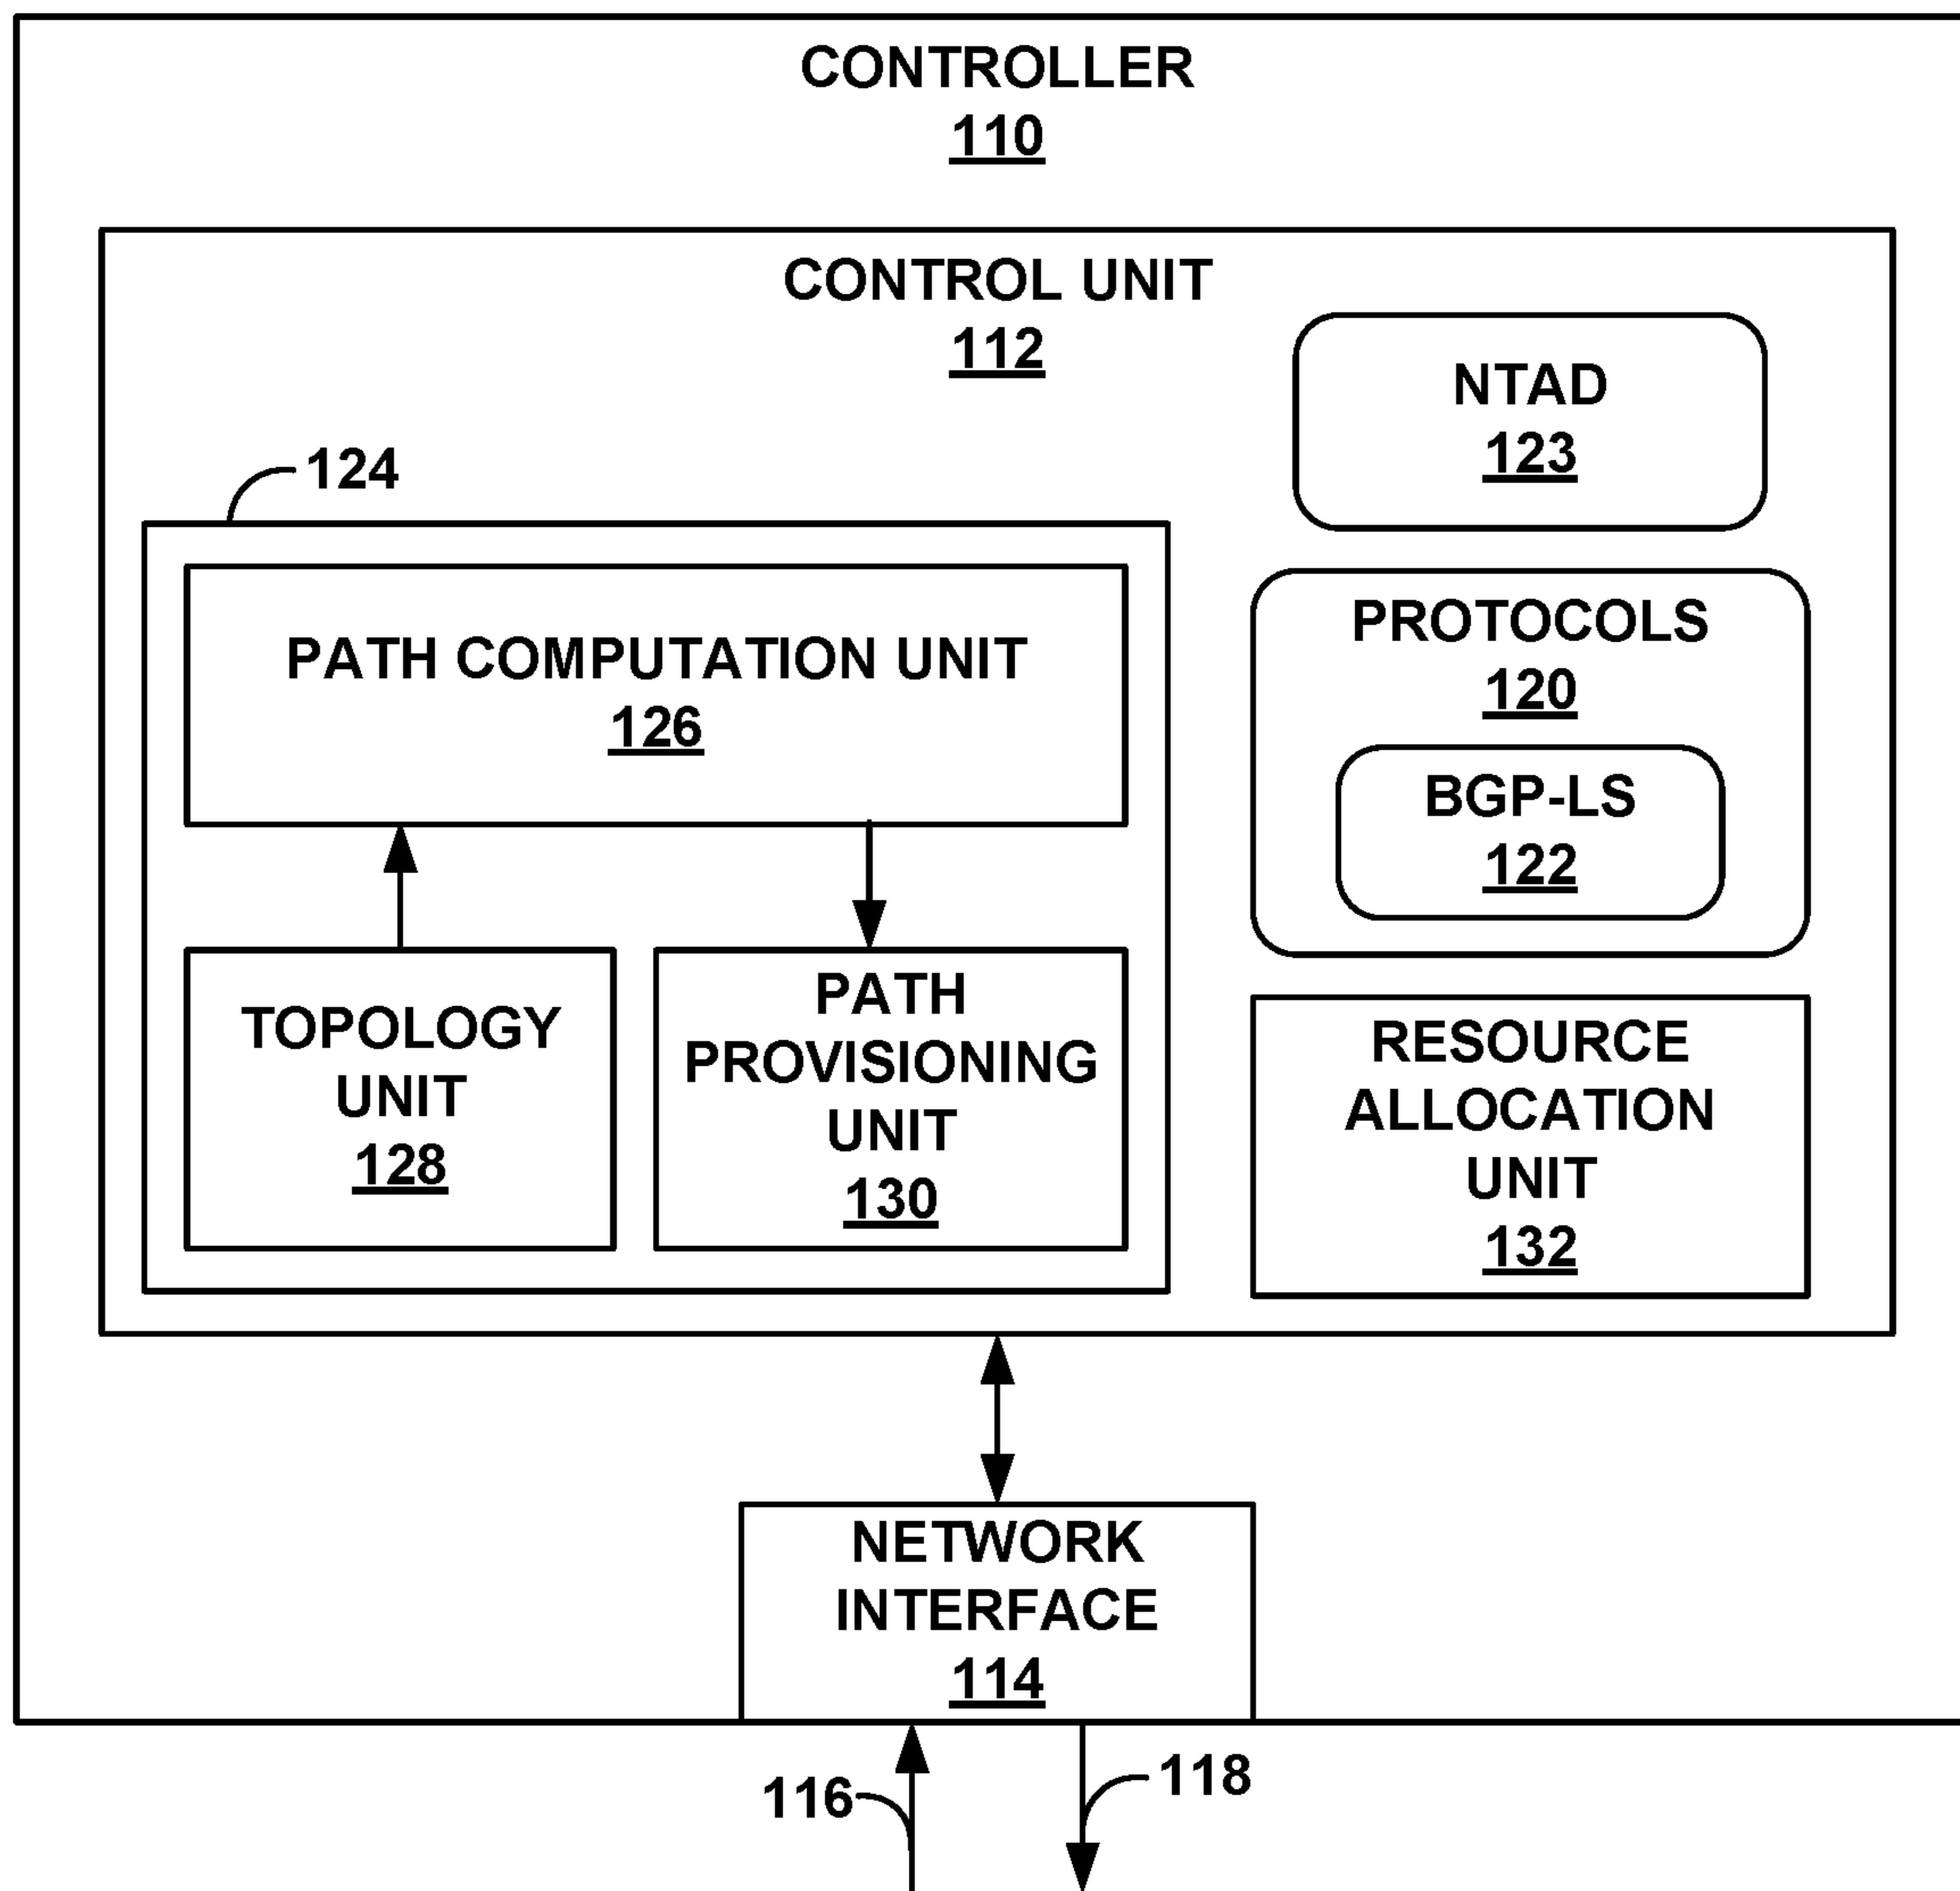 CONTROLLER
110
CONTROL UNIT
112
NTAD
123
124
PATH COMPUTATION UNIT
126
PROTOCOLS
120
BGP-LS
122
TOPOLOGY
UNIT
128
PATH
PROVISIONING
UNIT
130
RESOURCE
ALLOCATION
UNIT
132
NETWORK
INTERFACE
114
116
118